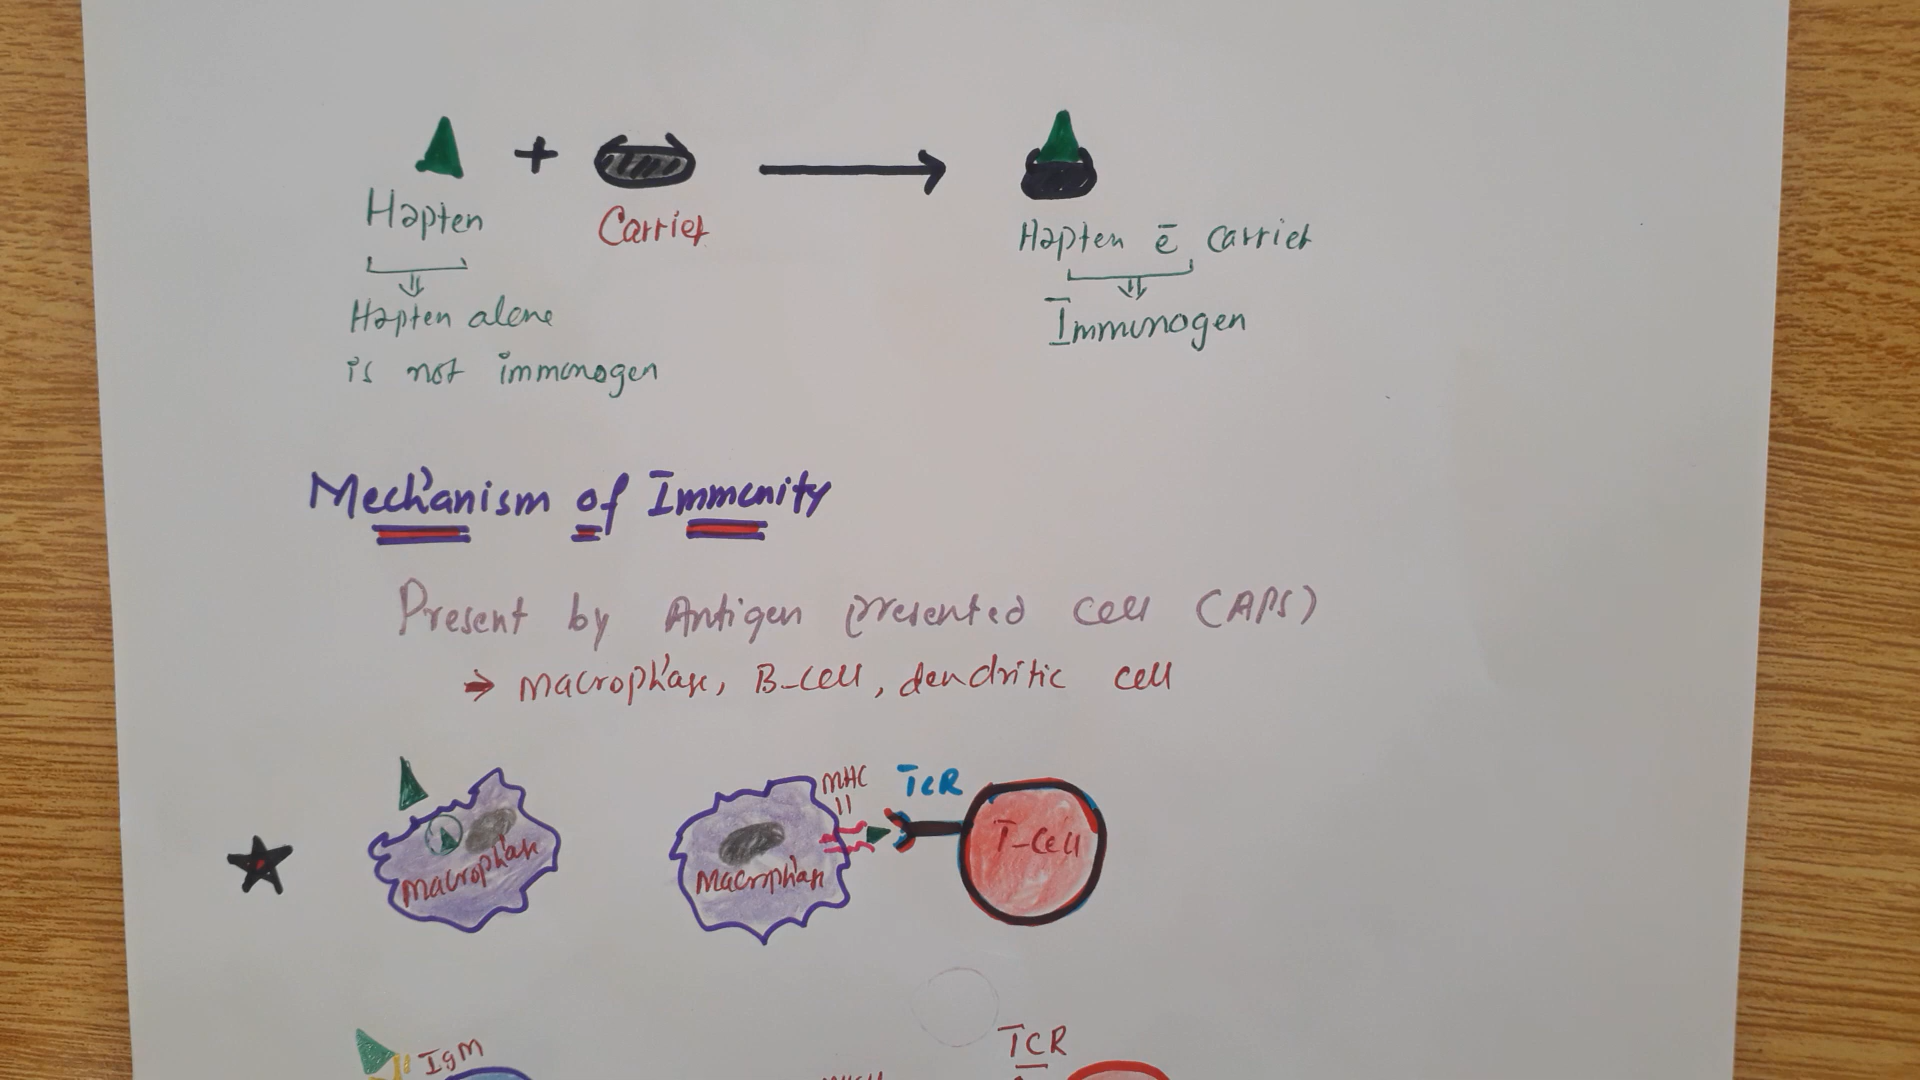 +
Hapten
Carrier
Hapten c̄ Carrier
Hapten alone
is not immunogen
Immunogen
Mechanism of Immunity
Present by Antigen presented cell (APS)
→ Macrophage, B-cell, dendritic cell
Macrophage
MHC
II
TCR
Macrophage
T-Cell
IgM
TCR